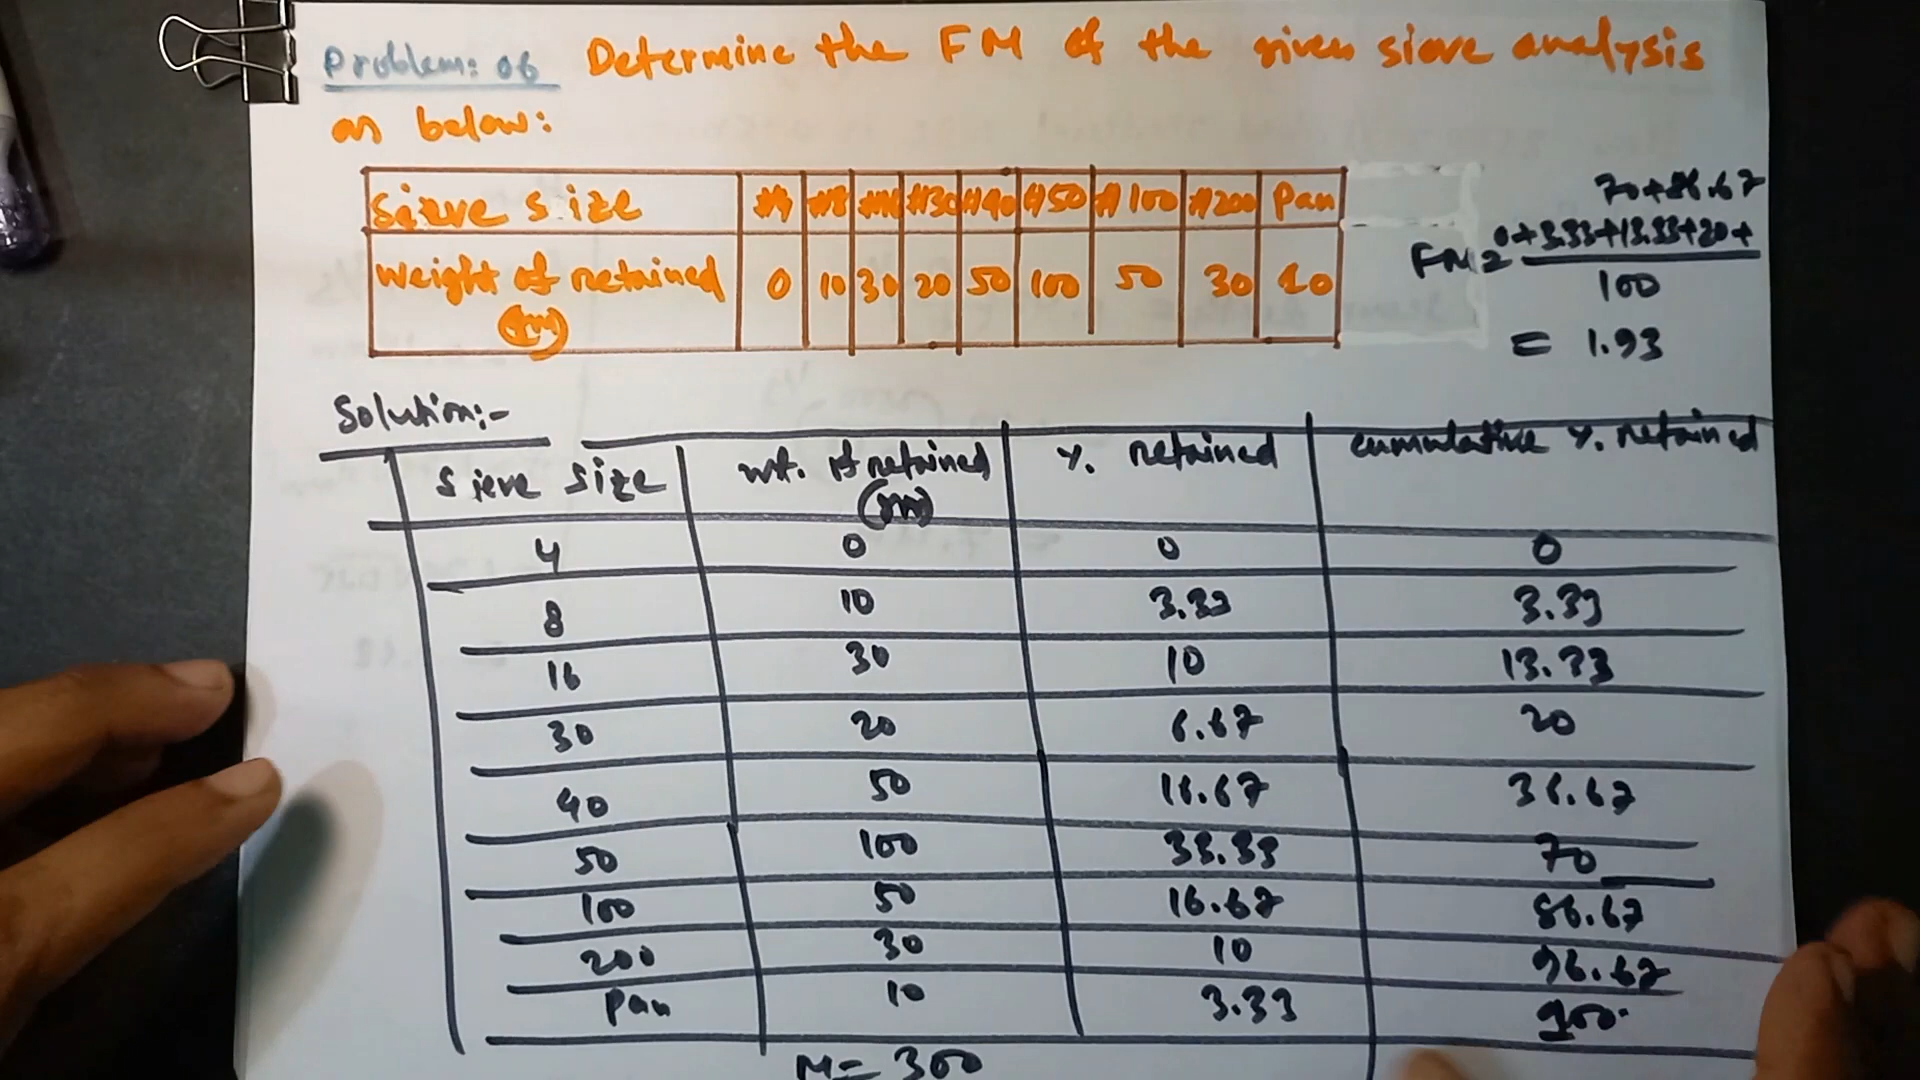 Problem: 06 Determine the FM of the given sieve analysis
as below:
Sieve size #4 #8 #16 #30 #40 #50 #100 #200 Pan
Weight of retained (gm) 0 10 30 20 50 100 50 30 10
FM = 0+3.33+13.33+20+70+86.67 / 100
= 1.93
Solution:-
Sieve size wt. of retained (gm) %. retained cumulative %. retained
4 0 0 0
8 10 3.33 3.33
16 30 10 13.33
30 20 6.67 20
40 50 16.67 36.67
50 100 33.33 70
100 50 16.67 86.67
200 30 10 96.67
Pan 10 3.33 100
M= 300